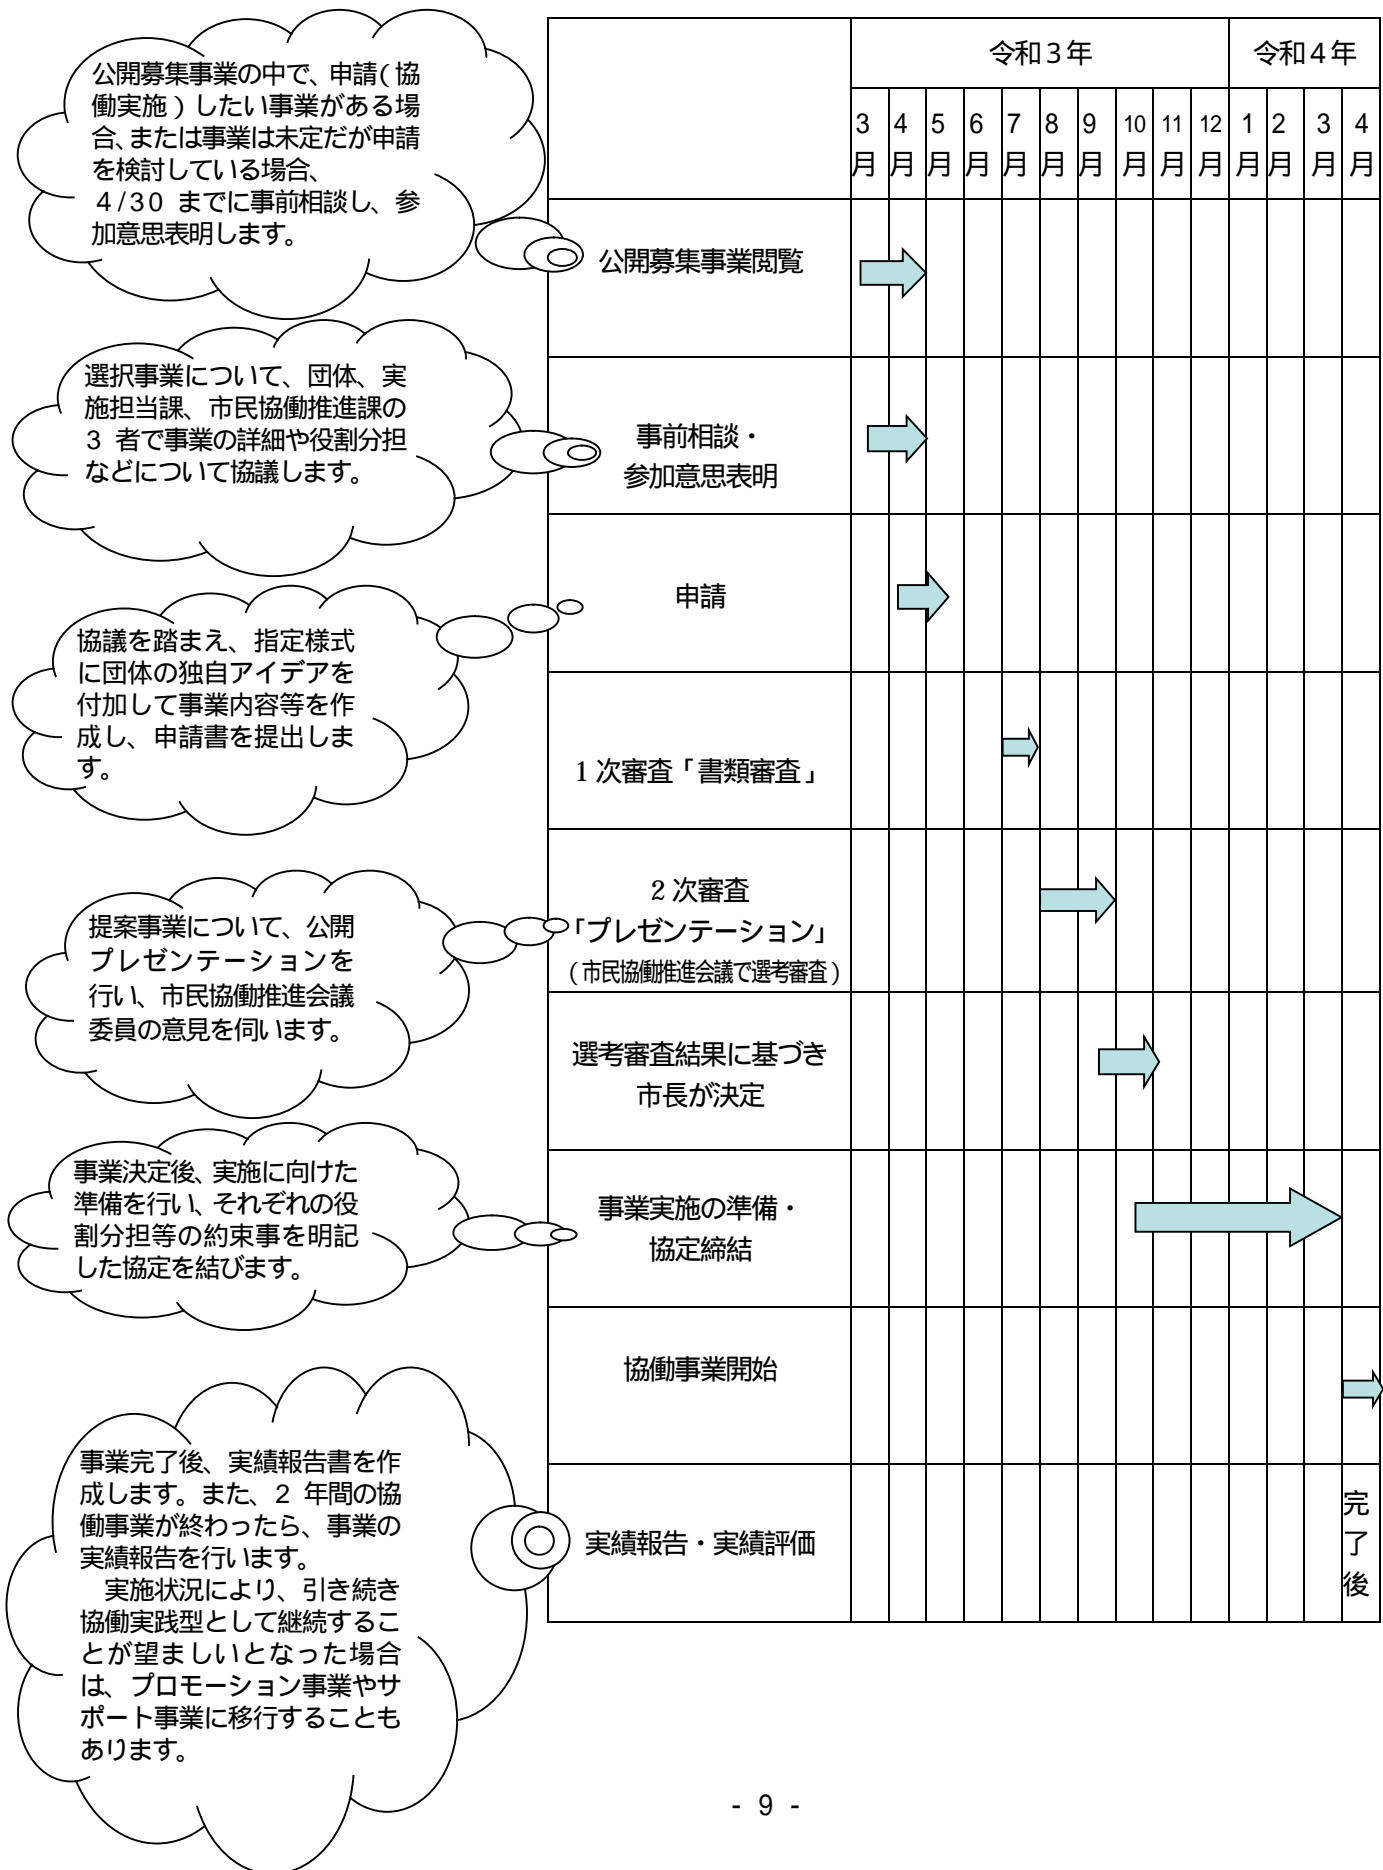 公開募集事業の中で、申請(協
働実施)したい事業がある場
合、または事業は未定だが申請
を検討している場合、
4/30 までに事前相談し、参
加意思表明します。
選択事業について、団体、実
施担当課、市民協働推進課の
3 者で事業の詳細や役割分担
などについて協議します。
協議を踏まえ、指定様式
に団体の独自アイデアを
付加して事業内容等を作
成し、申請書を提出しま
す。
提案事業について、公開
プレゼンテーションを
行い、市民協働推進会議
委員の意見を伺います。
事業決定後、実施に向けた
準備を行い、それぞれの役
割分担等の約束事を明記
した協定を結びます。
事業完了後、実績報告書を作
成します。また、2 年間の協
働事業が終わったら、事業の
実績報告を行います。
実施状況により、引き続き
協働実践型として継続するこ
とが望ましいとなった場合
は、プロモーション事業やサ
ポート事業に移行することも
あります。
令和3年 令和4年
3月 4月 5月 6月 7月 8月 9月 10月 11月 12月 1月 2月 3月 4月
公開募集事業閲覧
事前相談・
参加意思表明
申請
1次審査「書類審査」
2次審査
「プレゼンテーション」
(市民協働推進会議で選考審査)
選考審査結果に基づき
市長が決定
事業実施の準備・
協定締結
協働事業開始
実績報告・実績評価
完了後
- 9 -